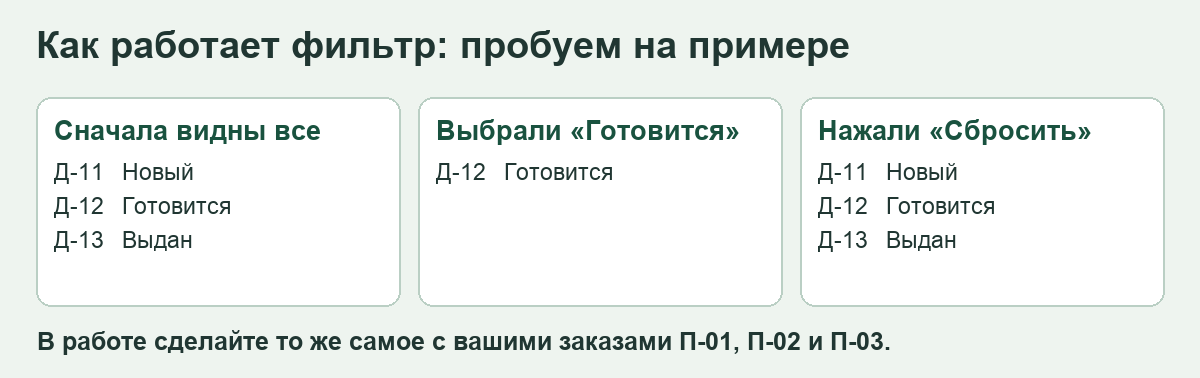 Как работает фильтр: пробуем на примере
Сначала видны все
Д-11 Новый
Д-12 Готовится
Д-13 Выдан
Выбрали «Готовится»
Д-12 Готовится
Нажали «Сбросить»
Д-11 Новый
Д-12 Готовится
Д-13 Выдан
В работе сделайте то же самое с вашими заказами П-01, П-02 и П-03.